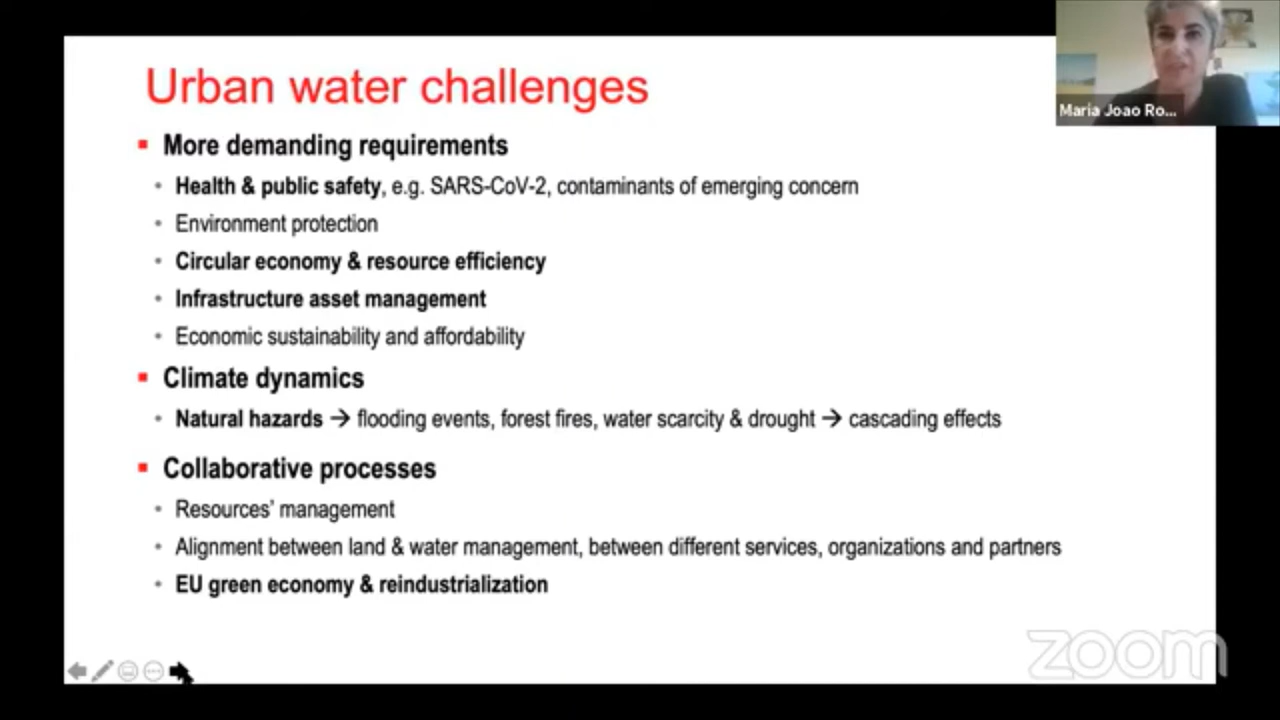 Urban water challenges
Maria Joao Ro...
More demanding requirements
Health & public safety, e.g. SARS-CoV-2, contaminants of emerging concern
Environment protection
Circular economy & resource efficiency
Infrastructure asset management
Economic sustainability and affordability
Climate dynamics
Natural hazards → flooding events, forest fires, water scarcity & drought → cascading effects
Collaborative processes
Resources’ management
Alignment between land & water management, between different services, organizations and partners
EU green economy & reindustrialization
zoom